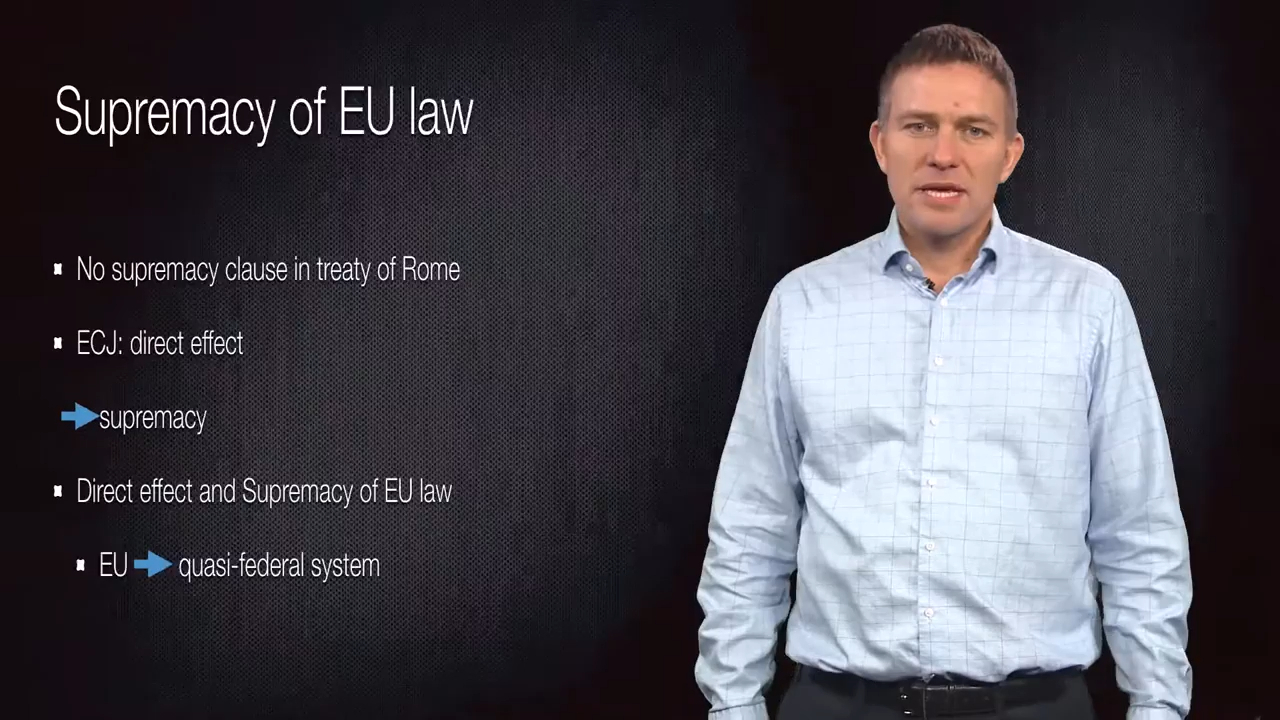 Supremacy of EU law
No supremacy clause in treaty of Rome
ECJ: direct effect
supremacy
Direct effect and Supremacy of EU law
EU quasi-federal system